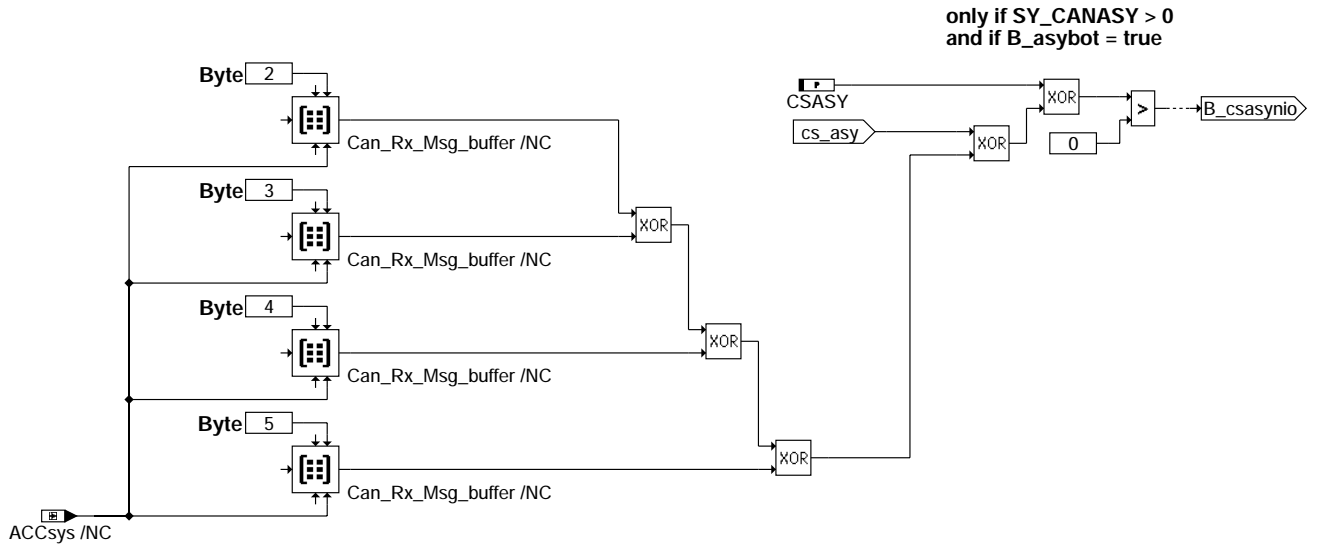 only if SY_CANASY > 0
and if B_asybot = true
Byte 2
Can_Rx_Msg_buffer /NC
P
CSASY
XOR
cs_asy
XOR
0
>
B_csasynio
Byte 3
Can_Rx_Msg_buffer /NC
XOR
Byte 4
Can_Rx_Msg_buffer /NC
XOR
Byte 5
Can_Rx_Msg_buffer /NC
XOR
ACCsys /NC